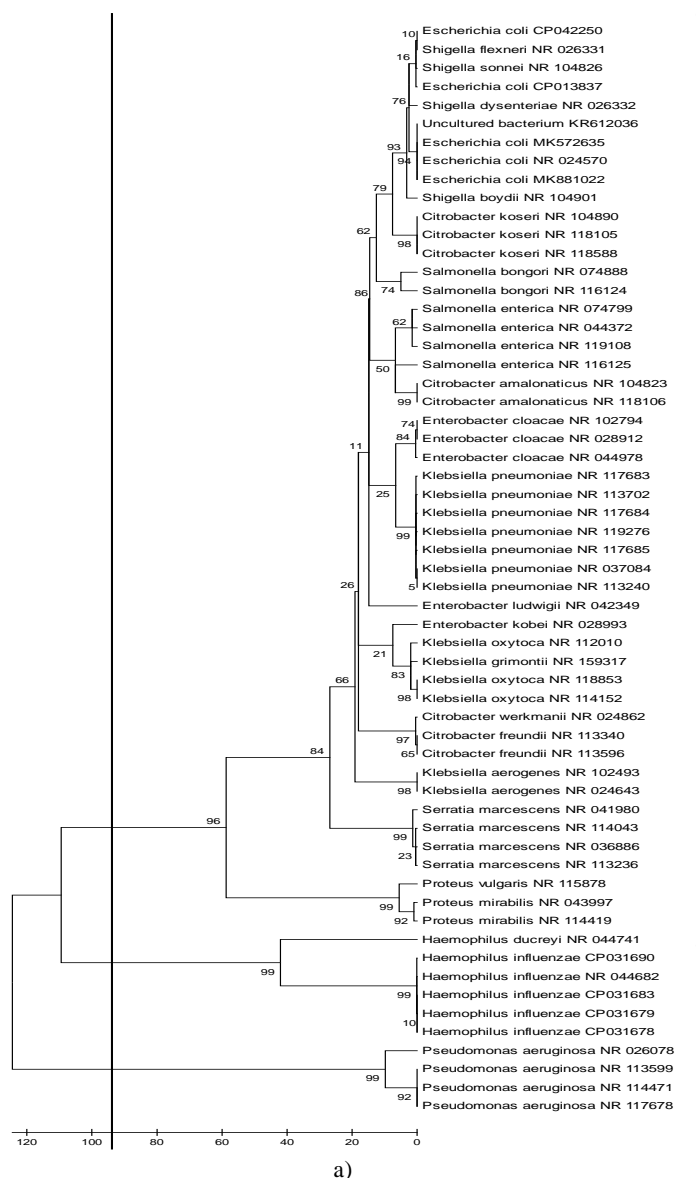 Escherichia coli CP042250
10
Shigella flexneri NR 026331
16
Shigella sonnei NR 104826
Escherichia coli CP013837
76
Shigella dysenteriae NR 026332
Uncultured bacterium KR612036
93
Escherichia coli MK572635
94
Escherichia coli NR 024570
Escherichia coli MK881022
79
Shigella boydii NR 104901
Citrobacter koseri NR 104890
62
Citrobacter koseri NR 118105
98
Citrobacter koseri NR 118588
Salmonella bongori NR 074888
74
Salmonella bongori NR 116124
86
Salmonella enterica NR 074799
62
Salmonella enterica NR 044372
Salmonella enterica NR 119108
50
Salmonella enterica NR 116125
Citrobacter amalonaticus NR 104823
99
Citrobacter amalonaticus NR 118106
74
Enterobacter cloacae NR 102794
84
Enterobacter cloacae NR 028912
11
Enterobacter cloacae NR 044978
Klebsiella pneumoniae NR 117683
25
Klebsiella pneumoniae NR 113702
Klebsiella pneumoniae NR 117684
99
Klebsiella pneumoniae NR 119276
Klebsiella pneumoniae NR 117685
Klebsiella pneumoniae NR 037084
26
5
Klebsiella pneumoniae NR 113240
Enterobacter ludwigii NR 042349
Enterobacter kobei NR 028993
21
Klebsiella oxytoca NR 112010
Klebsiella grimontii NR 159317
83
Klebsiella oxytoca NR 118853
66
98
Klebsiella oxytoca NR 114152
Citrobacter werkmanii NR 024862
97
Citrobacter freundii NR 113340
84
65
Citrobacter freundii NR 113596
Klebsiella aerogenes NR 102493
98
Klebsiella aerogenes NR 024643
Serratia marcescens NR 041980
96
99
Serratia marcescens NR 114043
Serratia marcescens NR 036886
23
Serratia marcescens NR 113236
Proteus vulgaris NR 115878
99
Proteus mirabilis NR 043997
92
Proteus mirabilis NR 114419
Haemophilus ducreyi NR 044741
Haemophilus influenzae CP031690
99
Haemophilus influenzae NR 044682
99
Haemophilus influenzae CP031683
Haemophilus influenzae CP031679
10
Haemophilus influenzae CP031678
Pseudomonas aeruginosa NR 026078
99
Pseudomonas aeruginosa NR 113599
Pseudomonas aeruginosa NR 114471
92
Pseudomonas aeruginosa NR 117678
120 100 80 60 40 20 0
a)